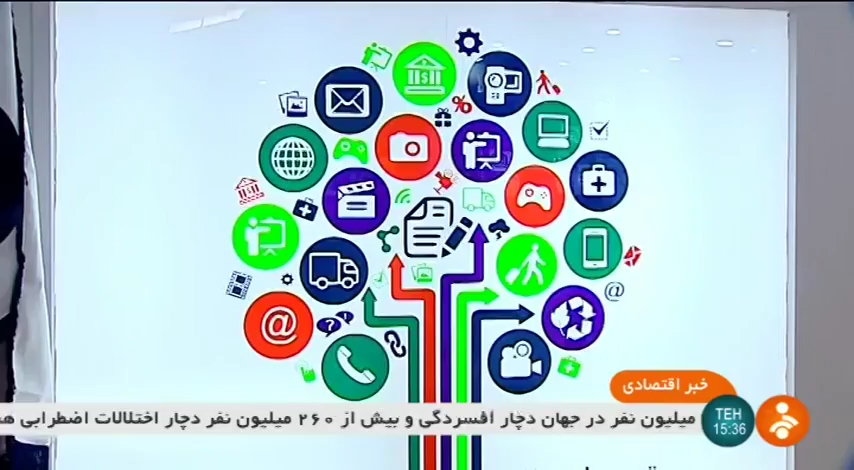 خبر اقتصادی
میلیون نفر در جهان دچار افسردگی و بیش از ۲۶۰ میلیون نفر دچار اختلالات اضطرابی
TEH
15:36